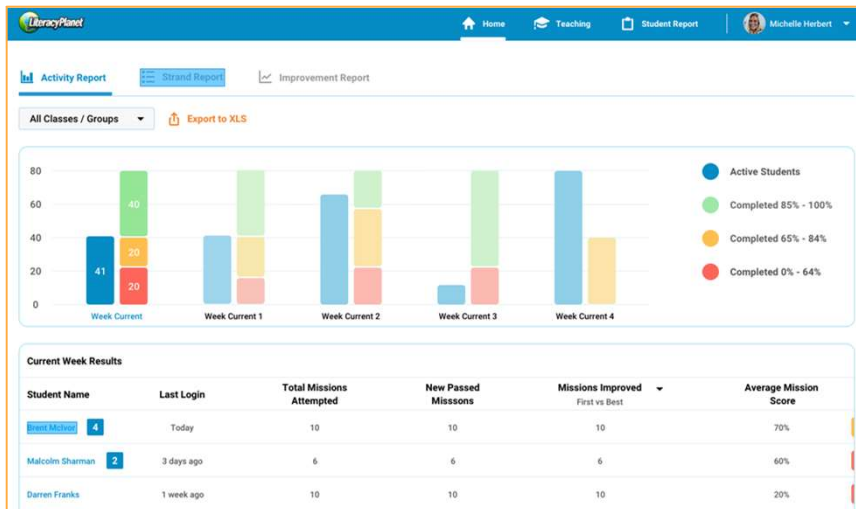 LiteracyPlanet
Home Teaching Student Report Michelle Herbert
Activity Report Strand Report Improvement Report
All Classes / Groups Export to XLS
80
60
40
20
0
41 40 20 20
Week Current Week Current 1 Week Current 2 Week Current 3 Week Current 4
Active Students
Completed 85% - 100%
Completed 65% - 84%
Completed 0% - 64%
Current Week Results
Student Name Last Login Total Missions Attempted New Passed Misssons Missions Improved First vs Best Average Mission Score
Brent McIvor 4 Today 10 10 10 70%
Malcolm Sharman 2 3 days ago 6 6 6 60%
Darren Franks 1 week ago 10 10 10 20%